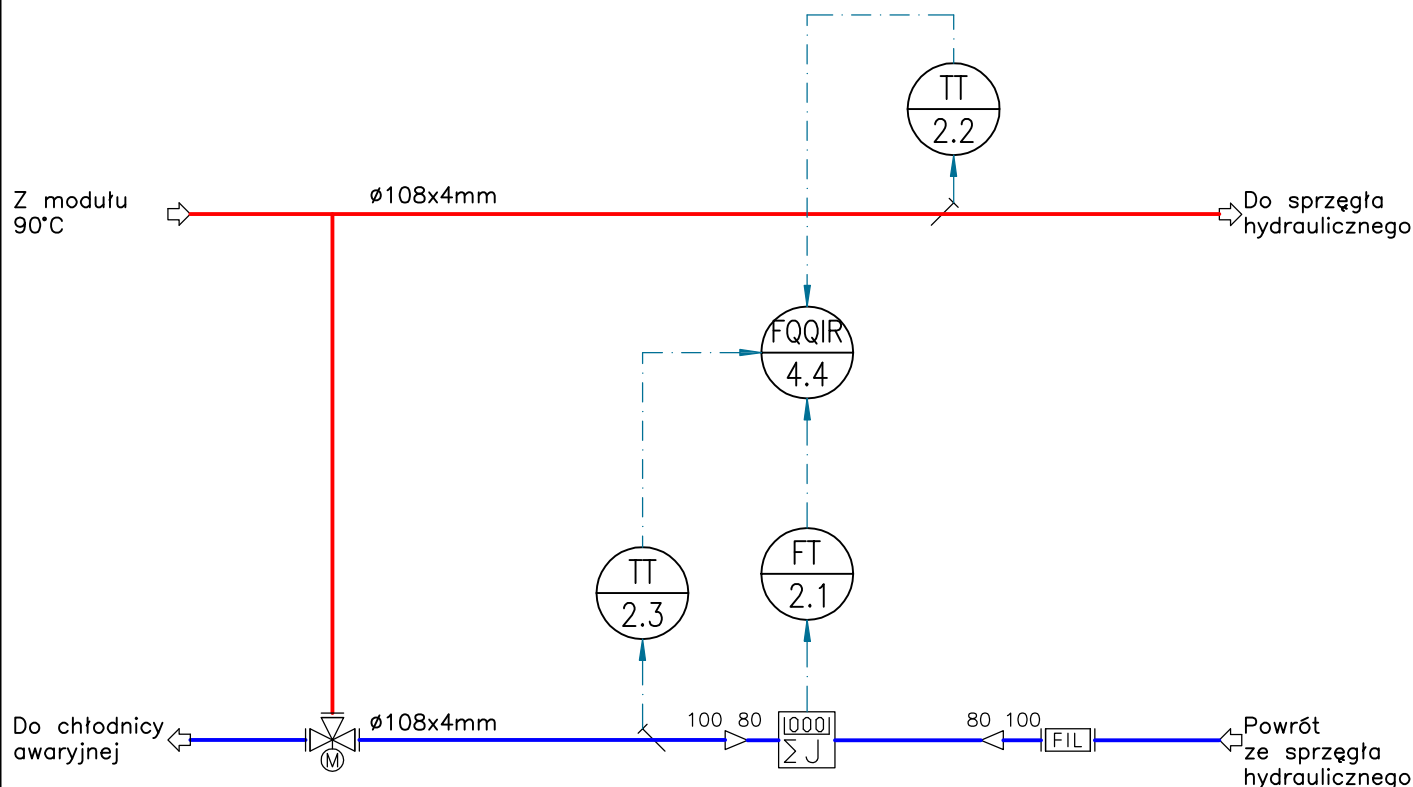 TT
2.2
Z modułu
90°C
ø108x4mm
Do sprzęgła
hydraulicznego
FQQIR
4.4
TT
2.3
FT
2.1
Do chłodnicy
awaryjnej
M
ø108x4mm
100 80
000
ΣJ
80 100
FIL
Powrót
ze sprzęgła
hydraulicznego